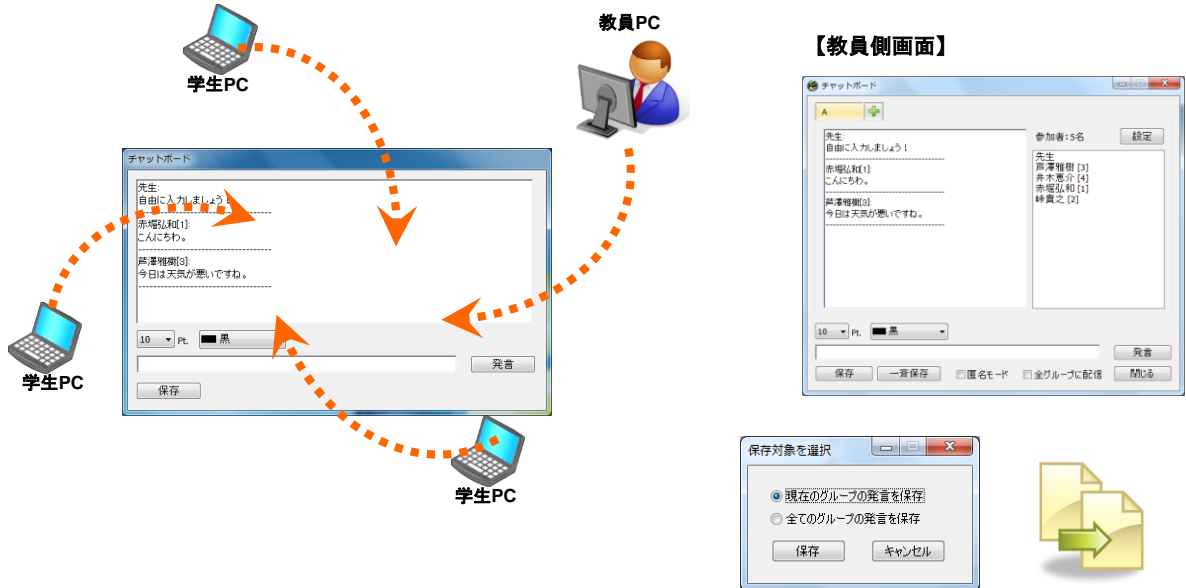 学生PC
教員PC
【教員側画面】
チャットボード
先生:
自由に入力しましょう！
---------------------------------
赤堀弘和[1]:
こんにちわ。
---------------------------------
芦澤雅樹[3]:
今日は天気が悪いですね。
---------------------------------
10 Pt. 黒
発言
保存
学生PC
学生PC
チャットボード
A
先生:
自由に入力しましょう！
---------------------------------
赤堀弘和[1]:
こんにちわ。
---------------------------------
芦澤雅樹[3]:
今日は天気が悪いですね。
---------------------------------
参加者:5名 設定
先生
芦澤雅樹 [3]
井木恵介 [4]
赤堀弘和 [1]
峠貴之 [2]
10 Pt. 黒
発言
保存 一斉保存 匿名モード 全グループに配信 閉じる
保存対象を選択
現在のグループの発言を保存
全てのグループの発言を保存
保存 キャンセル